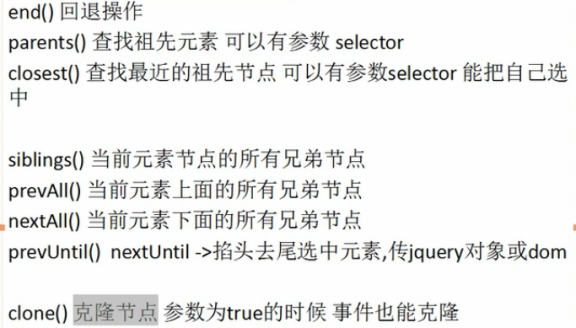 end() 回退操作
parents() 查找祖先元素 可以有参数 selector
closest() 查找最近的祖先节点 可以有参数selector 能把自己选
中
siblings() 当前元素节点的所有兄弟节点
prevAll() 当前元素上面的所有兄弟节点
nextAll() 当前元素下面的所有兄弟节点
prevUntil() nextUntil ->掐头去尾选中元素,传jquery对象或dom
clone() 克隆节点 参数为true的时候 事件也能克隆